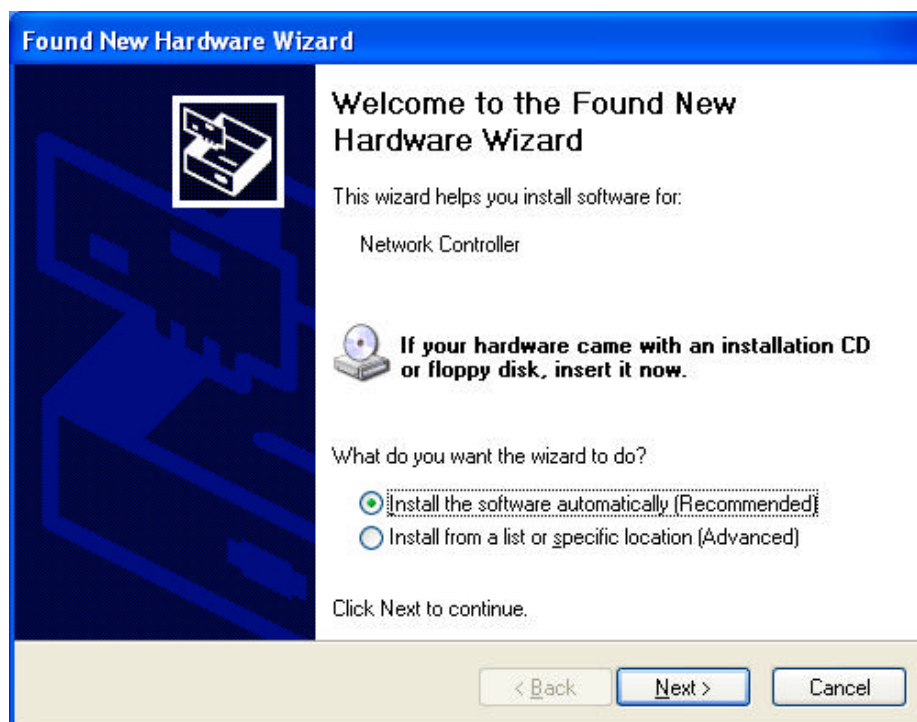 Found New Hardware Wizard
Welcome to the Found New
Hardware Wizard
This wizard helps you install software for:
Network Controller
If your hardware came with an installation CD
or floppy disk, insert it now.
What do you want the wizard to do?
Install the software automatically (Recommended)
Install from a list or specific location (Advanced)
Click Next to continue.
< Back Next > Cancel